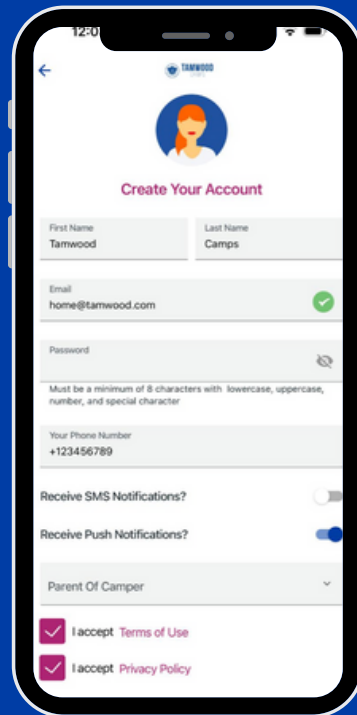 12:0
TAMWOOD
Create Your Account
First Name
Tamwood
Last Name
Camps
Email
home@tamwood.com
Password
Must be a minimum of 8 characters with lowercase, uppercase,
number, and special character
Your Phone Number
+123456789
Receive SMS Notifications?
Receive Push Notifications?
Parent Of Camper
I accept Terms of Use
I accept Privacy Policy